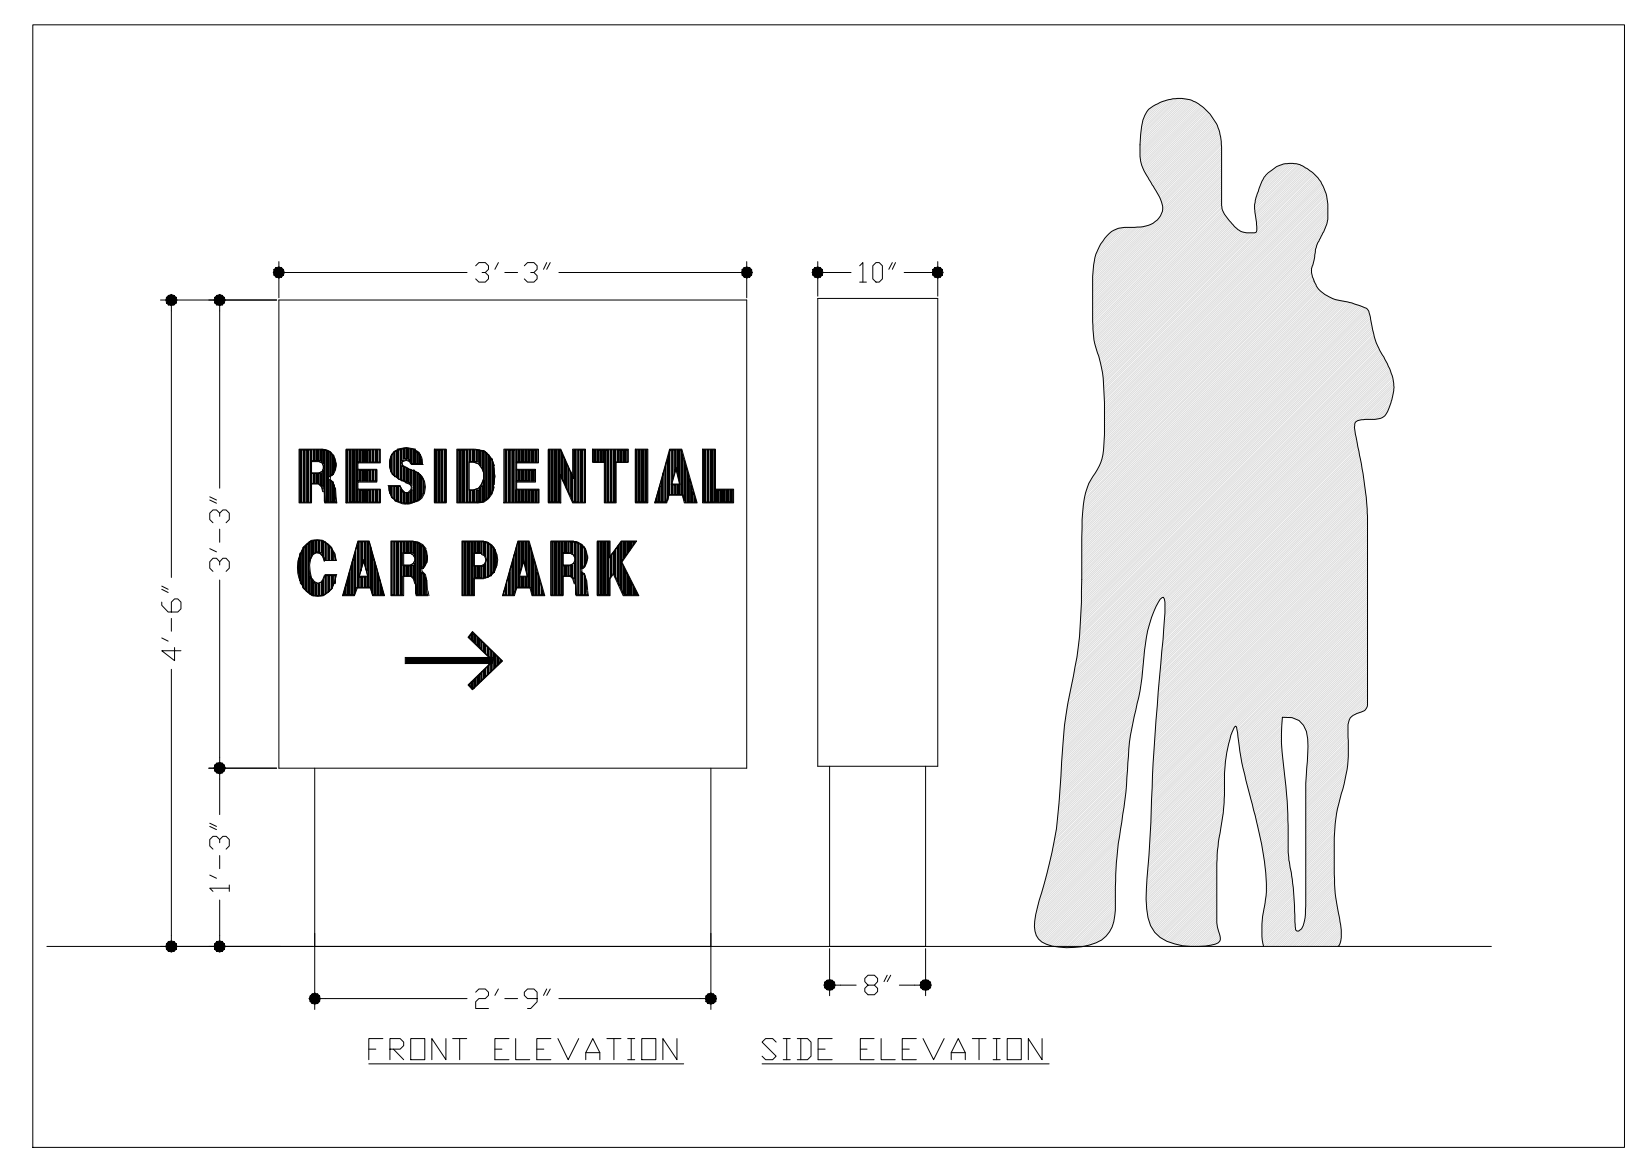 3'-3"
10"
3'-3"
4'-6"
RESIDENTIAL
CAR PARK
1'-3"
2'-9"
8"
FRONT ELEVATION
SIDE ELEVATION